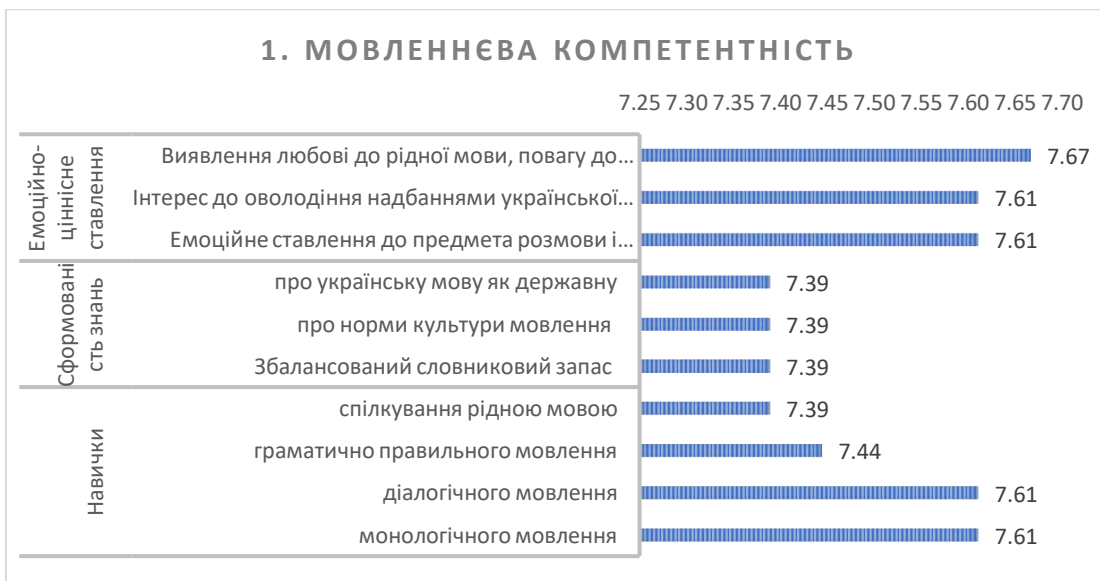 1. МОВЛЕННЄВА КОМПЕТЕНТНІСТЬ
7.25 7.30 7.35 7.40 7.45 7.50 7.55 7.60 7.65 7.70
Емоційно-
ціннісне
ставлення
Виявлення любові до рідної мови, повагу до...
7.67
Інтерес до оволодіння надбаннями української...
7.61
Емоційне ставлення до предмета розмови і...
7.61
Сформовані
сть знань
про українську мову як державну
7.39
про норми культури мовлення
7.39
Збалансований словниковий запас
7.39
Навички
спілкування рідною мовою
7.39
граматично правильного мовлення
7.44
діалогічного мовлення
7.61
монологічного мовлення
7.61